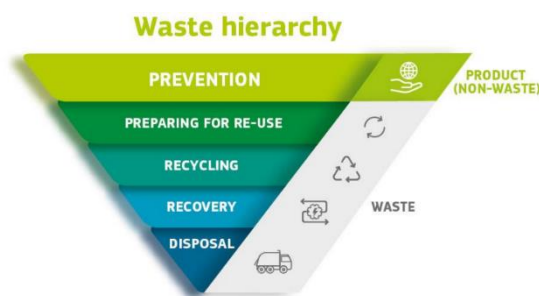 Waste hierarchy
PREVENTION
PRODUCT
(NON-WASTE)
PREPARING FOR RE-USE
RECYCLING
RECOVERY
WASTE
DISPOSAL